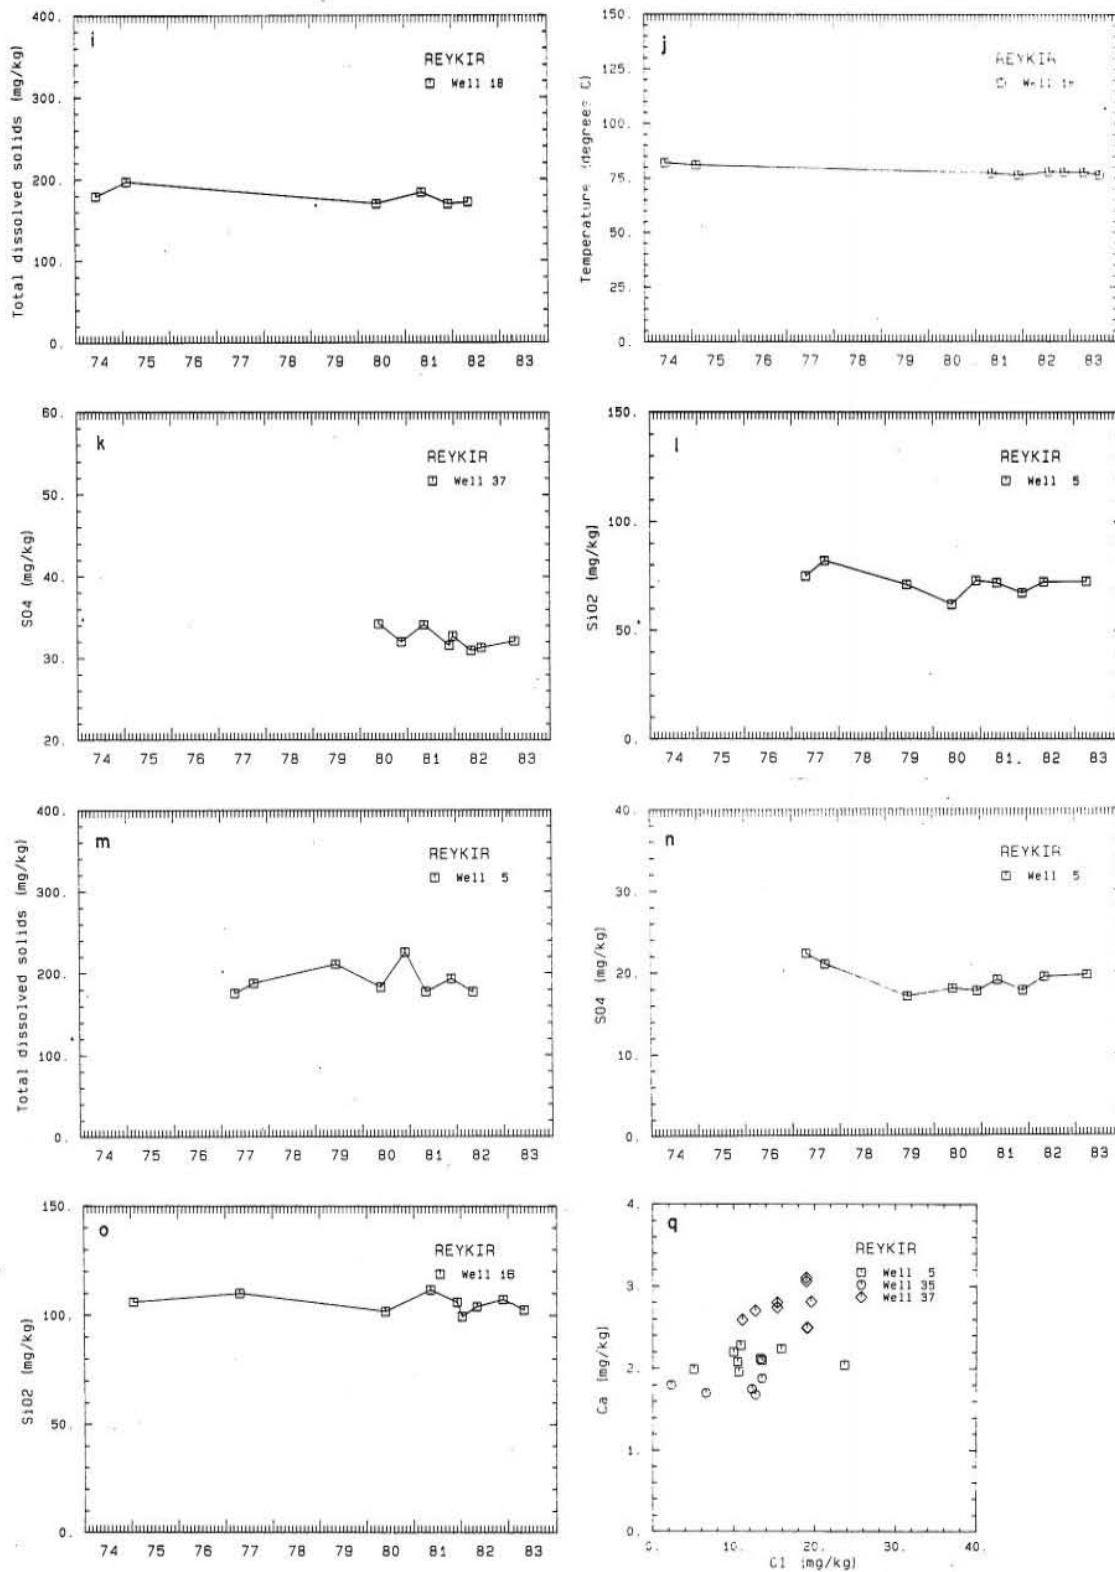 i
REYKIR
Well 18
Total dissolved solids (mg/kg)
400.
300.
200.
100.
0.
74 75 76 77 78 79 80 81 82 83
j
REYKIR
Well
Temperature (degrees C)
150.
125.
100.
75.
50.
25.
0.
74 75 76 77 78 79 80 81 82 83
k
REYKIR
Well 37
SO4 (mg/kg)
60.
50.
40.
30.
20.
74 75 76 77 78 79 80 81 82 83
l
REYKIR
Well 5
SiO2 (mg/kg)
150.
100.
50.
0.
74 75 76 77 78 79 80 81. 82 83
m
REYKIR
Well 5
Total dissolved solids (mg/kg)
400.
300.
200.
100.
0.
74 75 76 77 78 79 80 81 82 83
n
REYKIR
Well 5
SO4 (mg/kg)
40.
30.
20.
10.
0.
74 75 76 77 78 79 80 81 82 83
o
REYKIR
Well
SiO2 (mg/kg)
150.
100.
50.
0.
74 75 76 77 78 79 80 81 82 83
q
REYKIR
Well 5
Well 35
Well 37
Ca (mg/kg)
4.
3.
2.
1.
0.
0. 10. 20. 30. 40.
Cl (mg/kg)